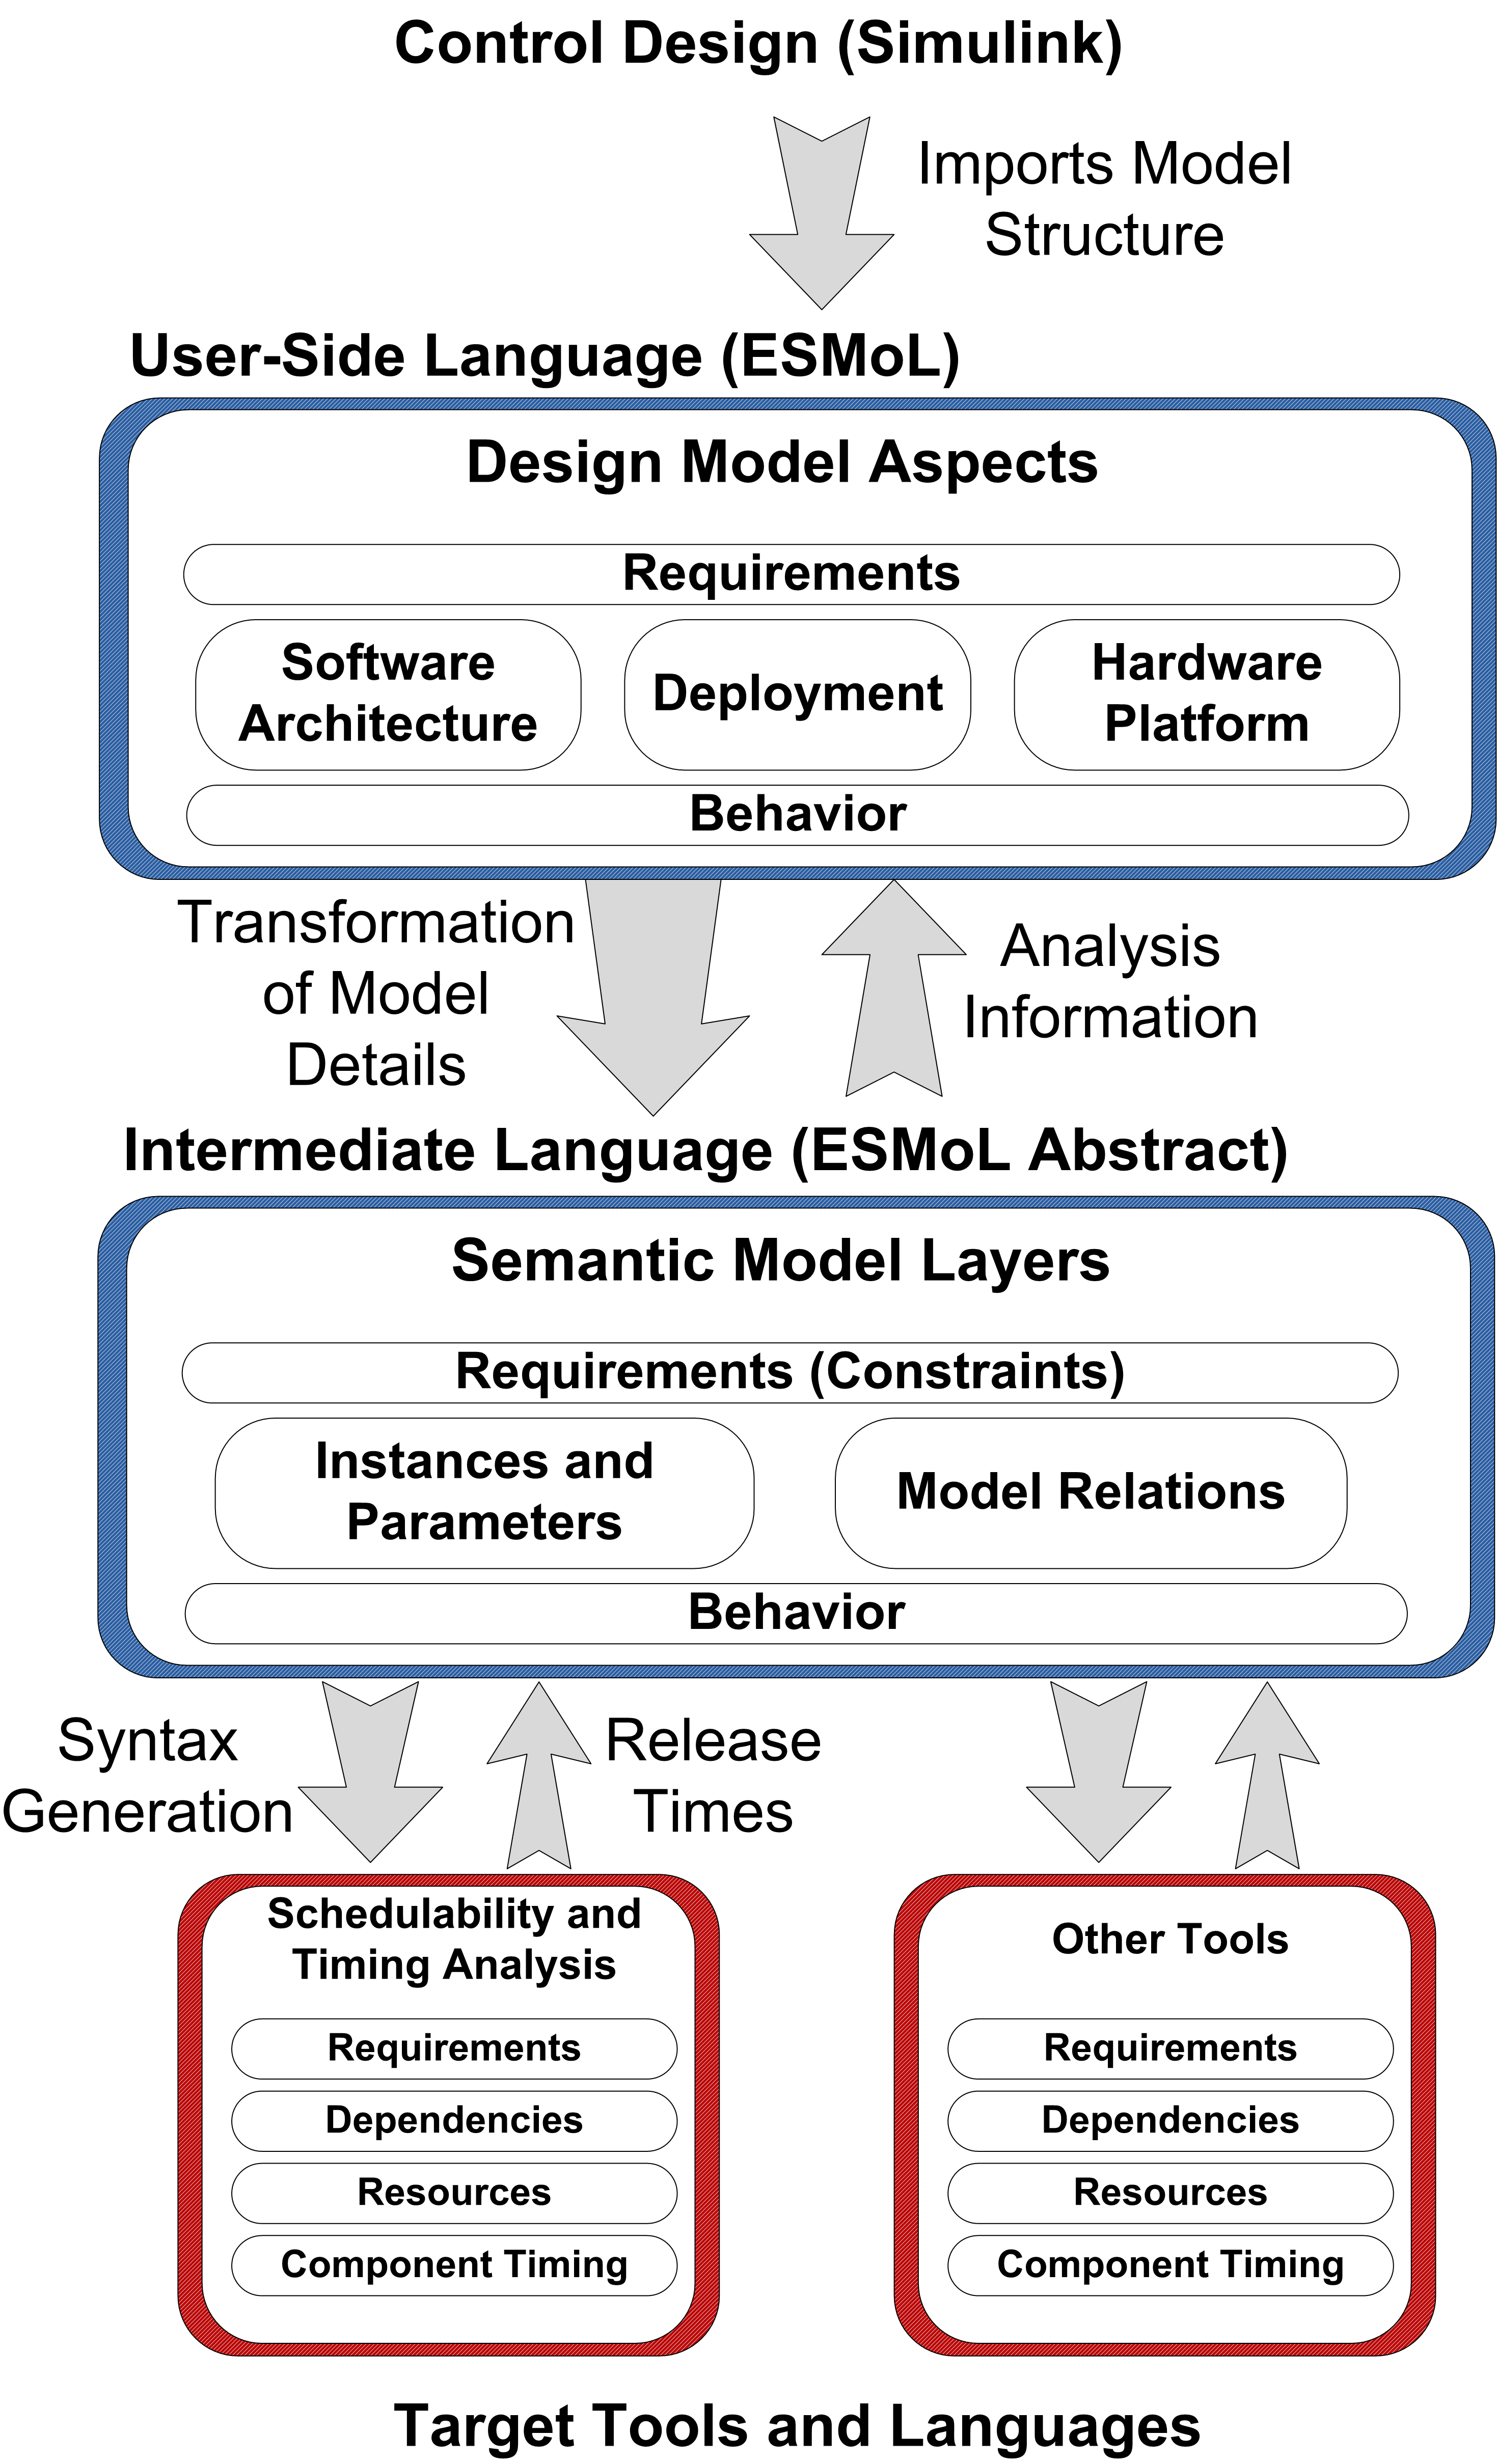 Control Design (Simulink)
Imports Model
Structure
User-Side Language (ESMoL)
Design Model Aspects
Requirements
Software
Architecture
Deployment
Hardware
Platform
Behavior
Transformation
of Model
Details
Analysis
Information
Intermediate Language (ESMoL Abstract)
Semantic Model Layers
Requirements (Constraints)
Instances and
Parameters
Model Relations
Behavior
Syntax
Generation
Release
Times
Schedulability and
Timing Analysis
Requirements
Dependencies
Resources
Component Timing
Other Tools
Requirements
Dependencies
Resources
Component Timing
Target Tools and Languages